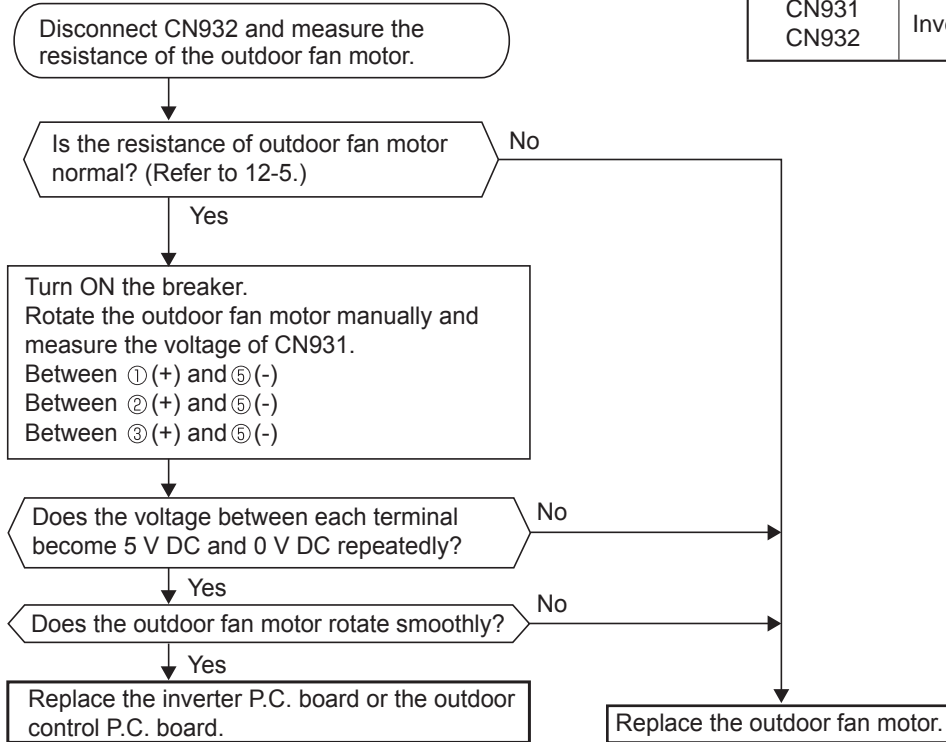 CN931
CN932
Disconnect CN932 and measure the
resistance of the outdoor fan motor.
Is the resistance of outdoor fan motor
normal? (Refer to 12-5.)
No
Yes
Turn ON the breaker.
Rotate the outdoor fan motor manually and
measure the voltage of CN931.
Between ①(+) and ⑤(-)
Between ②(+) and ⑤(-)
Between ③(+) and ⑤(-)
Does the voltage between each terminal
become 5 V DC and 0 V DC repeatedly?
No
Yes
Does the outdoor fan motor rotate smoothly?
No
Yes
Replace the inverter P.C. board or the outdoor
control P.C. board.
Replace the outdoor fan motor.